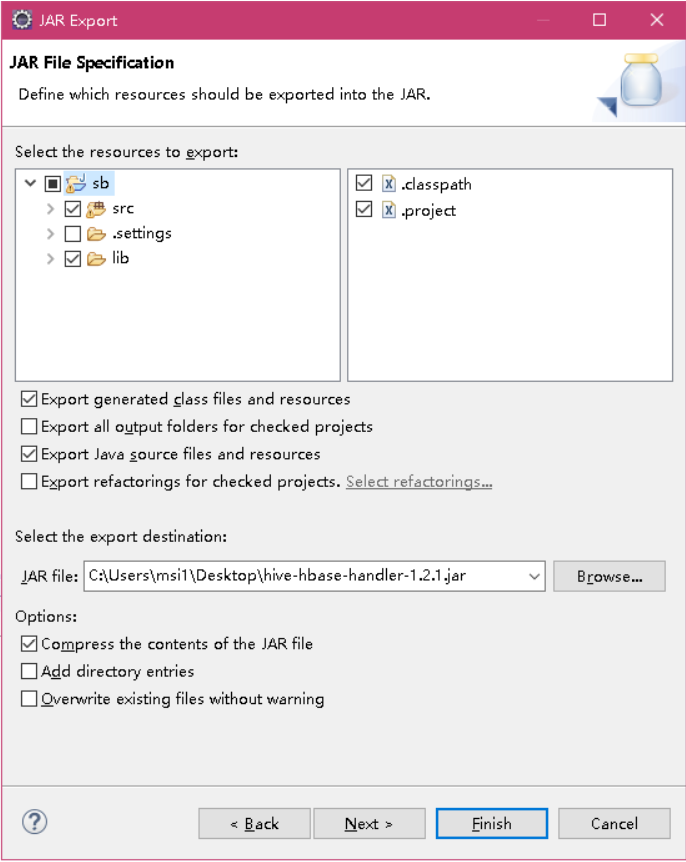 JAR Export
JAR File Specification
Define which resources should be exported into the JAR.
Select the resources to export:
sb
src
.settings
lib
.classpath
.project
Export generated class files and resources
Export all output folders for checked projects
Export Java source files and resources
Export refactorings for checked projects. Select refactorings...
Select the export destination:
JAR file: C:\Users\msi1\Desktop\hive-hbase-handler-1.2.1.jar Browse...
Options:
Compress the contents of the JAR file
Add directory entries
Overwrite existing files without warning
? < Back Next > Finish Cancel